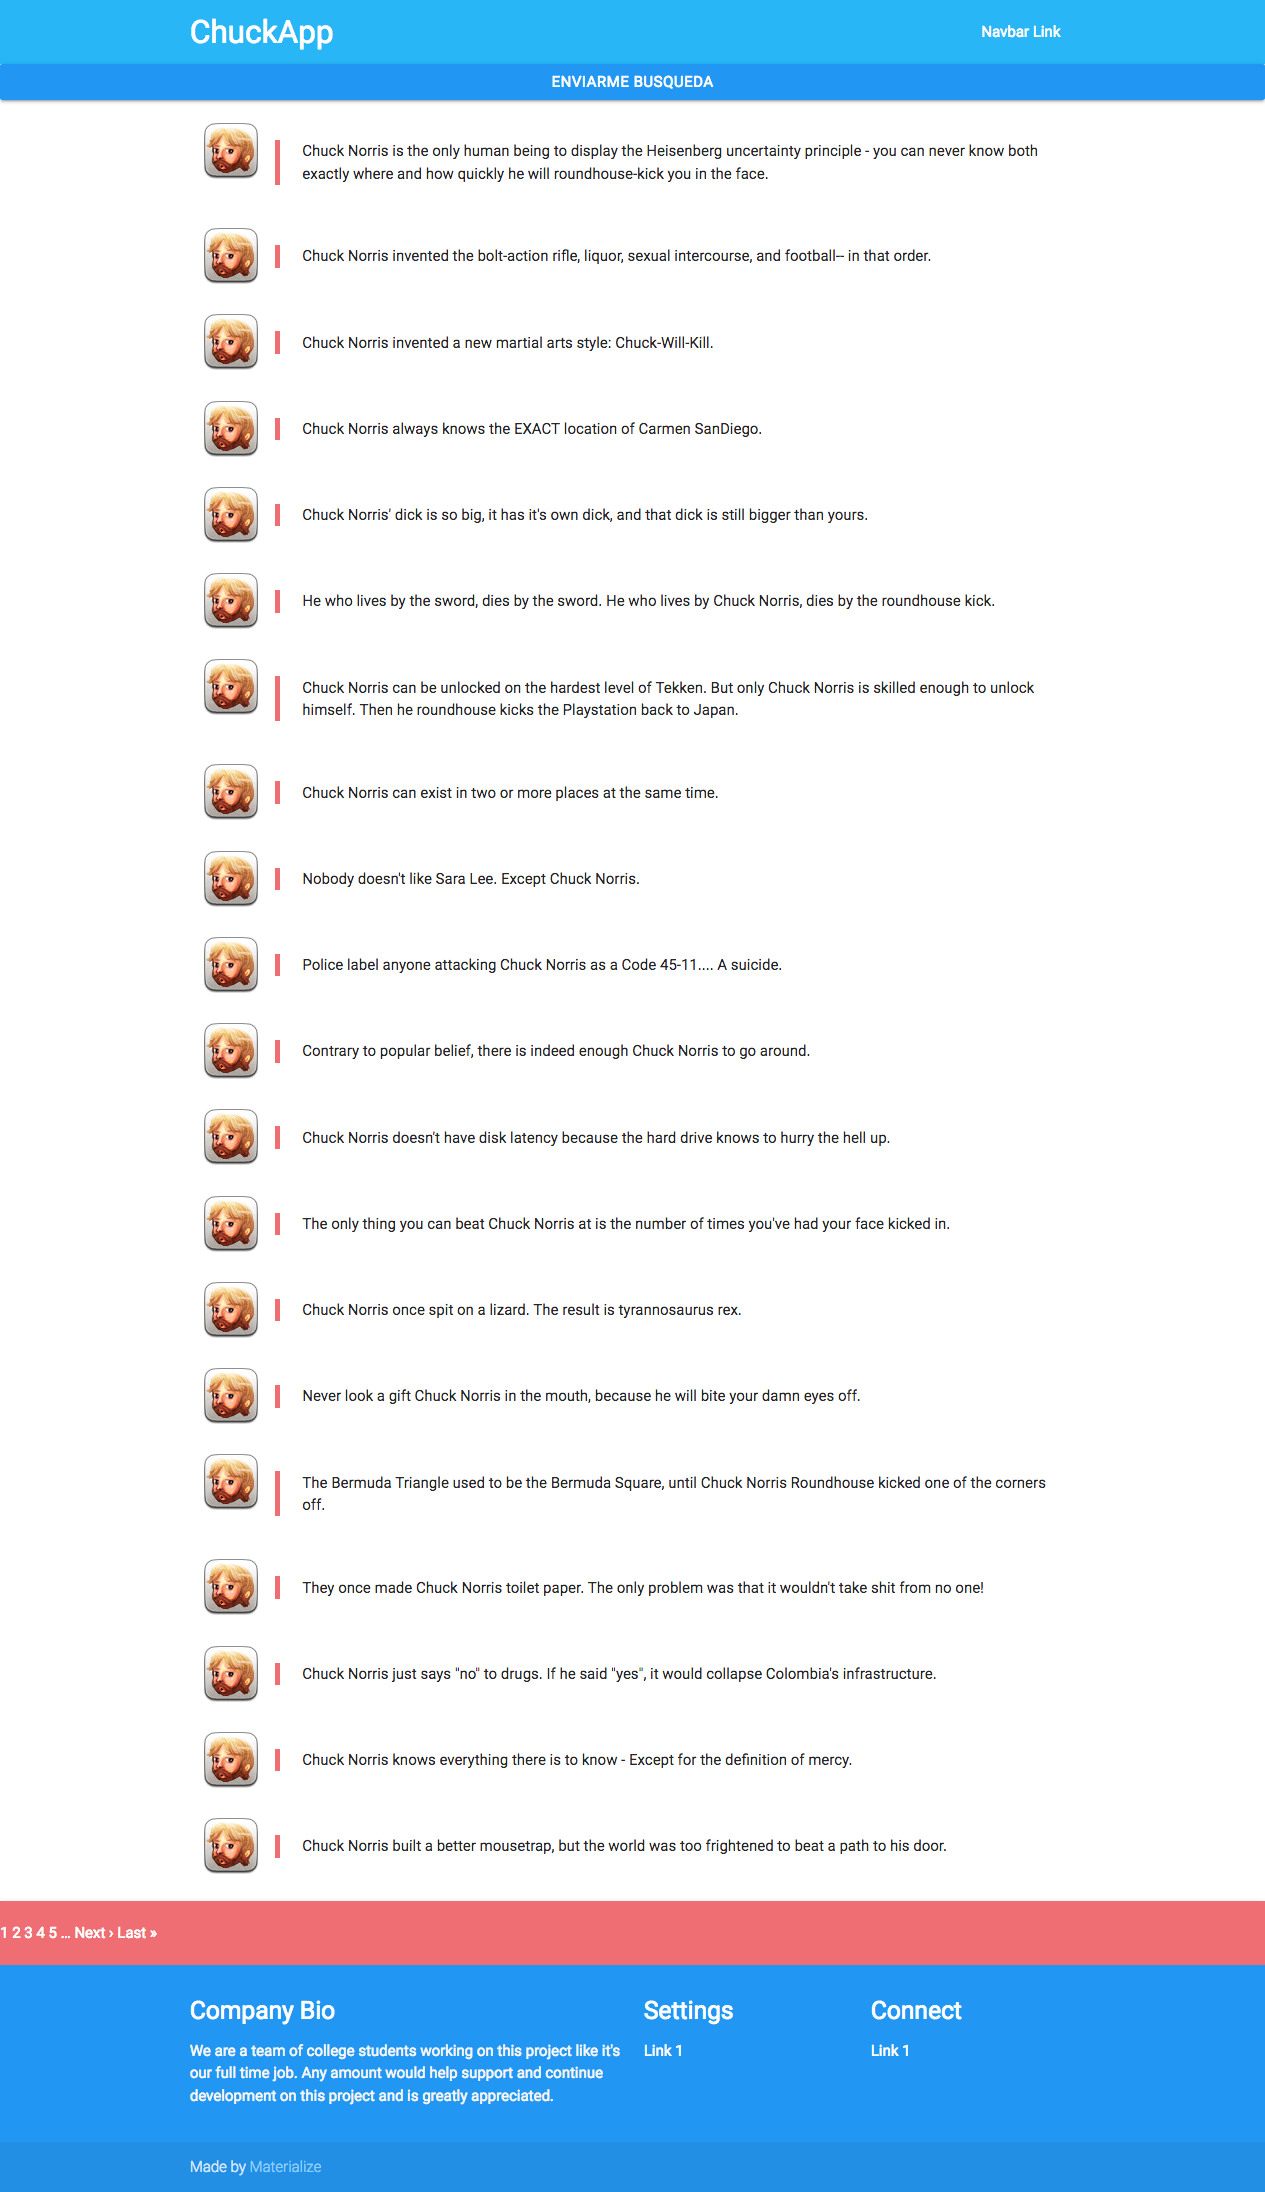 ChuckApp
Navbar Link
ENVIARME BUSQUEDA
Chuck Norris is the only human being to display the Heisenberg uncertainty principle - you can never know both
exactly where and how quickly he will roundhouse-kick you in the face.
Chuck Norris invented the bolt-action rifle, liquor, sexual intercourse, and football-- in that order.
Chuck Norris invented a new martial arts style: Chuck-Will-Kill.
Chuck Norris always knows the EXACT location of Carmen SanDiego.
Chuck Norris' dick is so big, it has it's own dick, and that dick is still bigger than yours.
He who lives by the sword, dies by the sword. He who lives by Chuck Norris, dies by the roundhouse kick.
Chuck Norris can be unlocked on the hardest level of Tekken. But only Chuck Norris is skilled enough to unlock
himself. Then he roundhouse kicks the Playstation back to Japan.
Chuck Norris can exist in two or more places at the same time.
Nobody doesn't like Sara Lee. Except Chuck Norris.
Police label anyone attacking Chuck Norris as a Code 45-11.... A suicide.
Contrary to popular belief, there is indeed enough Chuck Norris to go around.
Chuck Norris doesn't have disk latency because the hard drive knows to hurry the hell up.
The only thing you can beat Chuck Norris at is the number of times you've had your face kicked in.
Chuck Norris once spit on a lizard. The result is tyrannosaurus rex.
Never look a gift Chuck Norris in the mouth, because he will bite your damn eyes off.
The Bermuda Triangle used to be the Bermuda Square, until Chuck Norris Roundhouse kicked one of the corners
off.
They once made Chuck Norris toilet paper. The only problem was that it wouldn't take shit from no one!
Chuck Norris just says "no" to drugs. If he said "yes", it would collapse Colombia's infrastructure.
Chuck Norris knows everything there is to know - Except for the definition of mercy.
Chuck Norris built a better mousetrap, but the world was too frightened to beat a path to his door.
1 2 3 4 5 … Next › Last »
Company Bio
We are a team of college students working on this project like it's
our full time job. Any amount would help support and continue
development on this project and is greatly appreciated.
Settings
Link 1
Connect
Link 1
Made by Materialize